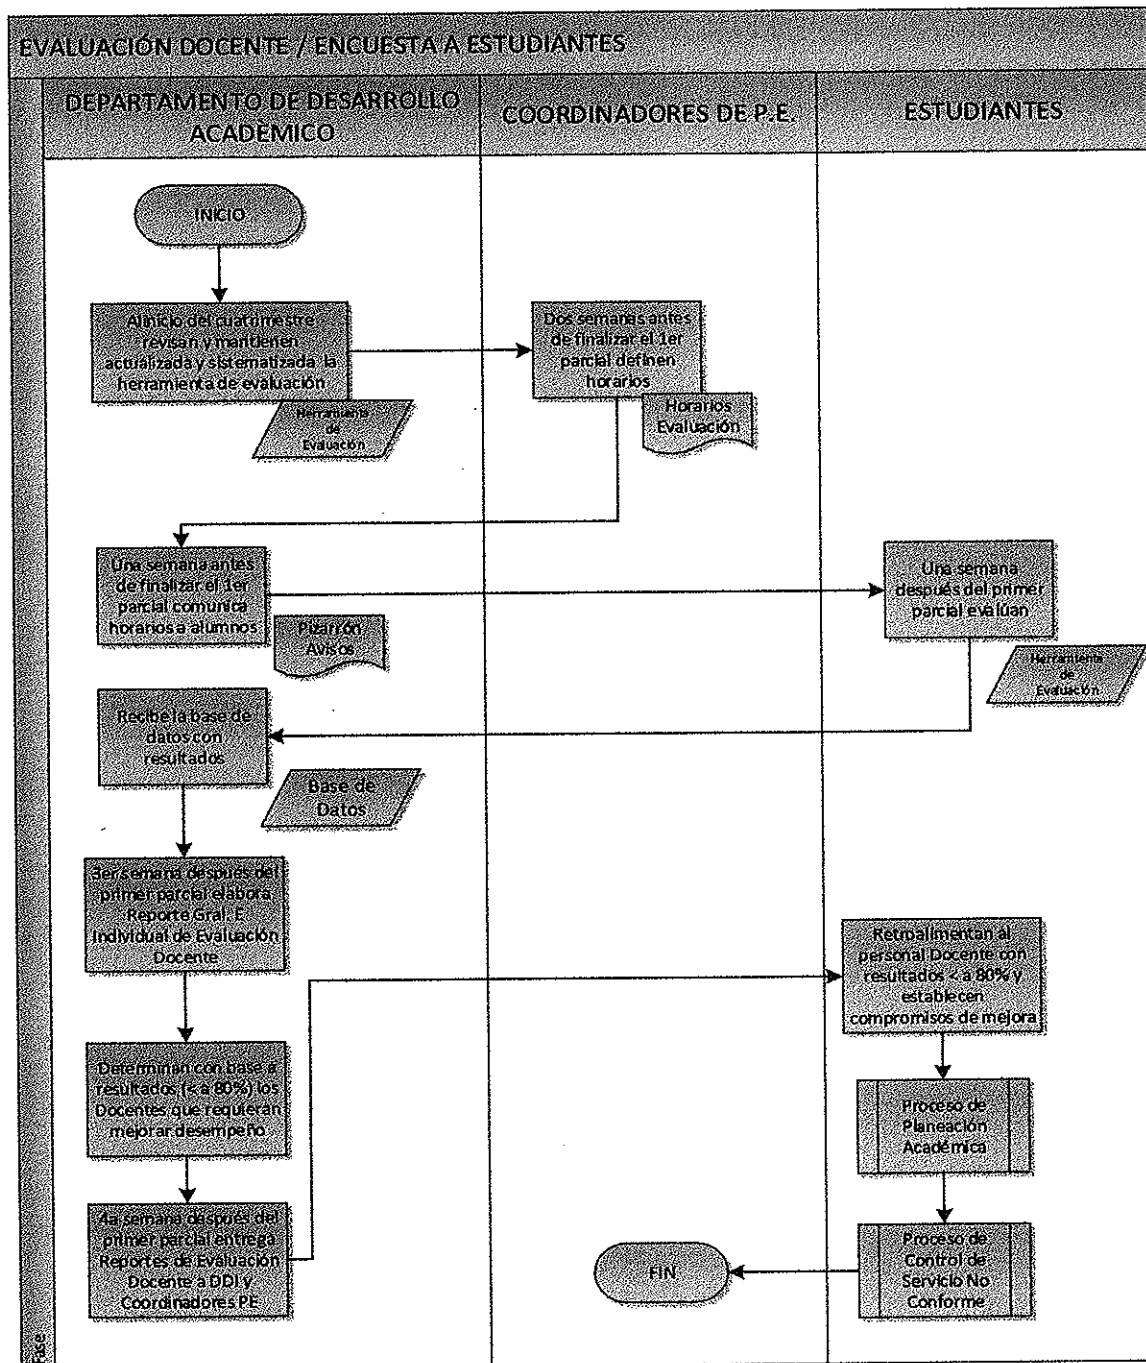 EVALUACIÓN DOCENTE / ENCUESTA A ESTUDIANTES
DEPARTAMENTO DE DESARROLLO
ACADÉMICO
COORDINADORES DE P.E.
ESTUDIANTES
INICIO
Al inicio del cuatrimestre
revisan y mantienen
actualizada y sistematizada la
herramienta de evaluación
Herramienta
de
Evaluación
Dos semanas antes
de finalizar el 1er
parcial definen
horarios
Horarios
Evaluación
Una semana antes
de finalizar el 1er
parcial comunica
horarios a alumnos
Pizarrón
Avisos
Una semana
después del primer
parcial evalúan
Herramienta
de
Evaluación
Recibe la base de
datos con
resultados
Base de
Datos
3er semana después del
primer parcial elabora
Reporte Gral. E
Individual de Evaluación
Docente
Determinan con base a
resultados (< a 80%) los
Docentes que requieran
mejorar desempeño
4a semana después del
primer parcial entrega
Reportes de Evaluación
Docente a DDI y
Coordinadores PE
Retroalimentan al
personal Docente con
resultados < a 80% y
establecen
compromisos de mejora
Proceso de
Planeación
Académica
Proceso de
Control de
Servicio No
Conforme
FIN
Fase